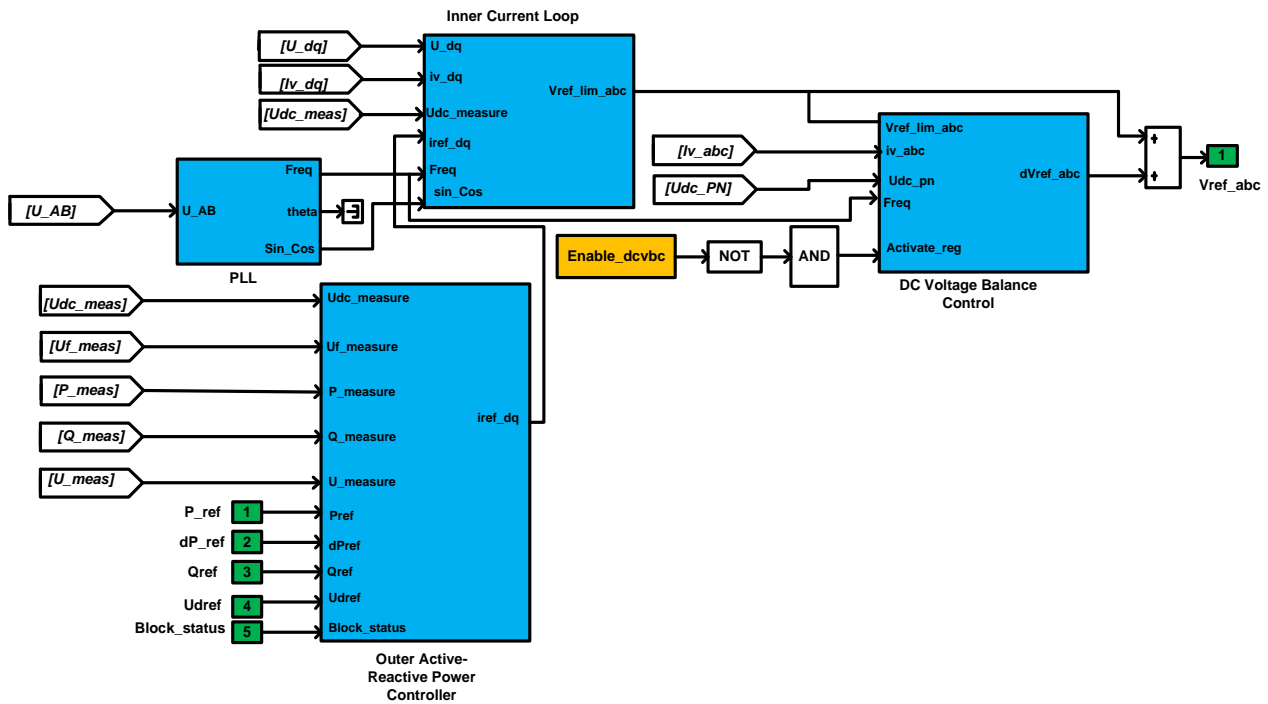 Inner Current Loop
[U_dq]
[Iv_dq]
[Udc_meas]
U_dq
iv_dq
Udc_measure
iref_dq
Freq
sin_Cos
Vref_lim_abc
[U_AB]
U_AB
Freq
theta
Sin_Cos
PLL
[Iv_abc]
[Udc_PN]
Vref_lim_abc
iv_abc
Udc_pn
Freq
Activate_reg
dVref_abc
DC Voltage Balance
Control
Enable_dcvbc
NOT
AND
+
+
1
Vref_abc
[Udc_meas]
[Uf_meas]
[P_meas]
[Q_meas]
[U_meas]
P_ref 1
dP_ref 2
Qref 3
Udref 4
Block_status 5
Udc_measure
Uf_measure
P_measure
Q_measure
U_measure
Pref
dPref
Qref
Udref
Block_status
iref_dq
Outer Active-
Reactive Power
Controller